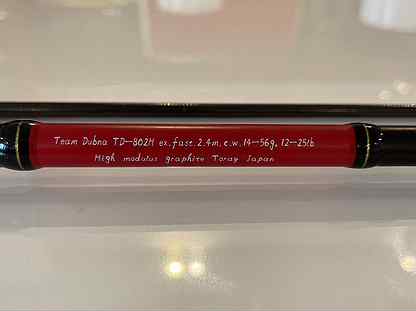 Team Dubna TD-802H ex.fast. 2.4m, c.w. 14-56g, 12-25lb
High modulus graphite Toray Japan